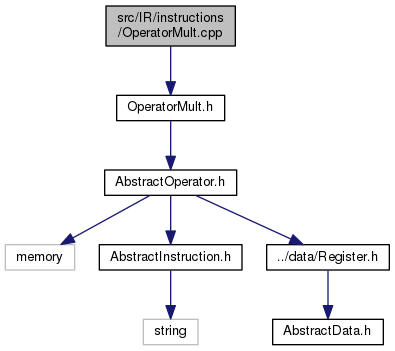 src/IR/instructions
/OperatorMult.cpp
OperatorMult.h
AbstractOperator.h
memory
AbstractInstruction.h
../data/Register.h
string
AbstractData.h